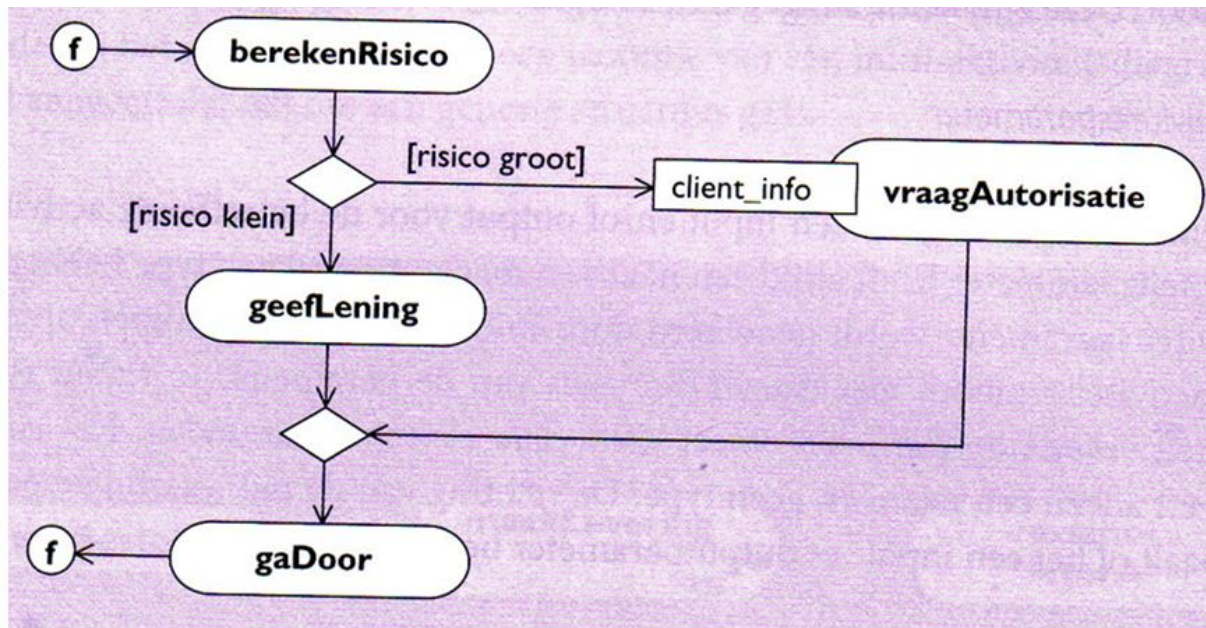 f
berekenRisico
[risico groot]
client_info
vraagAutorisatie
[risico klein]
geefLening
f
gaDoor